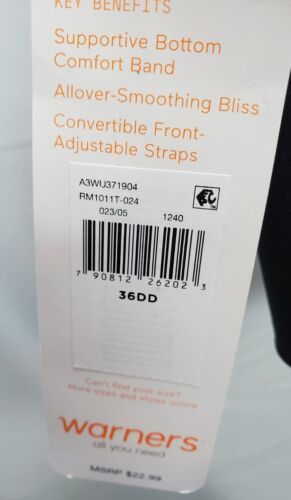 KEY BENEFITS
Supportive Bottom
Comfort Band
Allover-Smoothing Bliss
Convertible Front-
Adjustable Straps
A3WU371904
RM1011T-024
023/05 1240
7 90812 26202 3
36DD
Can't find your size?
More sizes and styles online
warners
all you need
MSRP $22.99